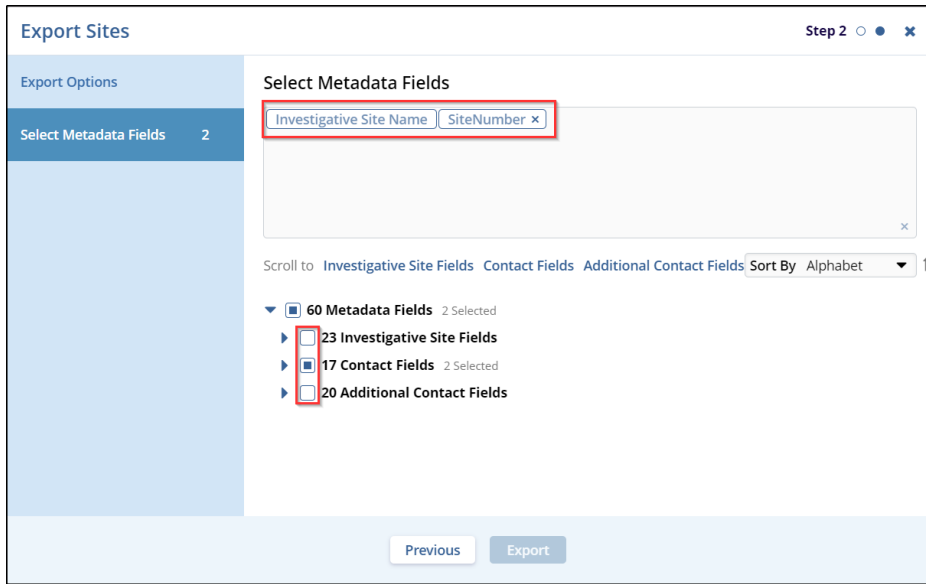 Export Sites
Step 2
Export Options
Select Metadata Fields 2
Select Metadata Fields
Investigative Site Name SiteNumber ×
×
Scroll to Investigative Site Fields Contact Fields Additional Contact Fields Sort By Alphabet
60 Metadata Fields 2 Selected
23 Investigative Site Fields
17 Contact Fields 2 Selected
20 Additional Contact Fields
Previous Export